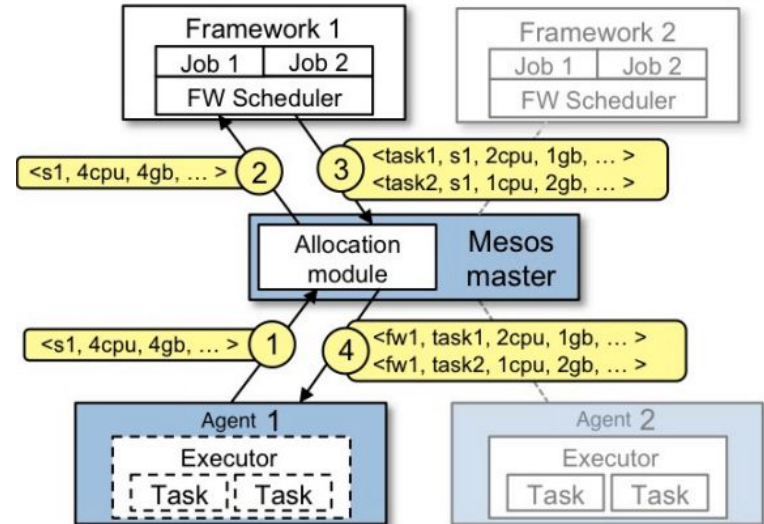 Framework 1
Job 1 Job 2
FW Scheduler
Framework 2
Job 1 Job 2
FW Scheduler
<s1, 4cpu, 4gb, … >
2
3
<task1, s1, 2cpu, 1gb, … >
<task2, s1, 1cpu, 2gb, … >
Allocation
module
Mesos
master
<s1, 4cpu, 4gb, … >
1
4
<fw1, task1, 2cpu, 1gb, … >
<fw1, task2, 1cpu, 2gb, … >
Agent 1
Executor
Task Task
Agent 2
Executor
Task Task